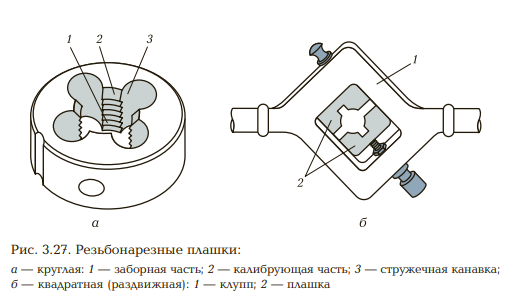 1 2 3
1
2
а
б
Рис. 3.27. Резьбонарезные плашки:
а — круглая: 1 — заборная часть; 2 — калибрующая часть; 3 — стружечная канавка;
б — квадратная (раздвижная): 1 — клупп; 2 — плашка